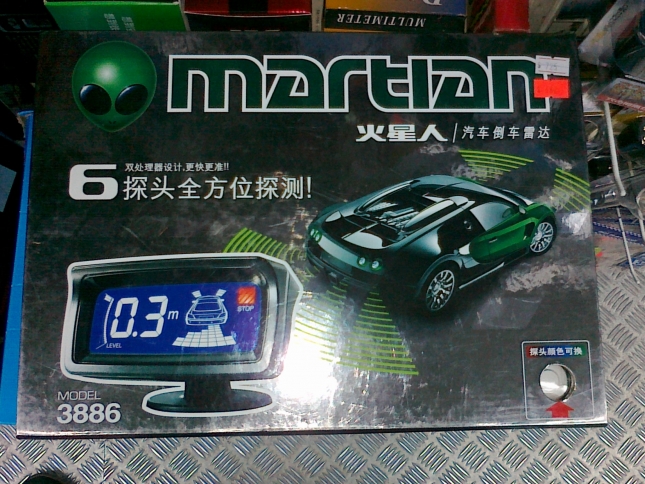 MULTIMETER
martian
火星人 | 汽车倒车雷达
双处理器设计,更快更准!!
6探头全方位探测!
0.3m
STOP
LEVEL
MODEL
3886
探头颜色可换